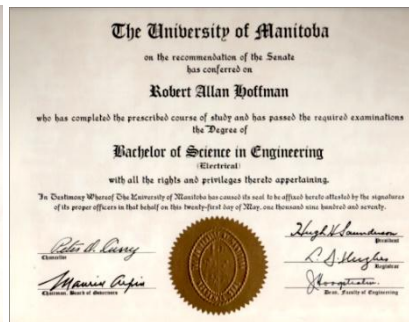 The University of Manitoba
on the recommendation of the Senate
has conferred on
Robert Allan Hoffman
who has completed the prescribed course of study and has passed the required examinations
the Degree of
Bachelor of Science in Engineering
(Electrical)
with all the rights and privileges thereto appertaining.
In Testimony Whereof The University of Manitoba has caused its seal to be affixed hereto attested by the signatures
of its proper officers in that behalf on this twenty-first day of May, one thousand nine hundred and seventy.
Peter D. Curry
Chancellor
Hugh H Saunderson
President
Registrar
Chairman, Board of Governors
Dean, Faculty of Engineering